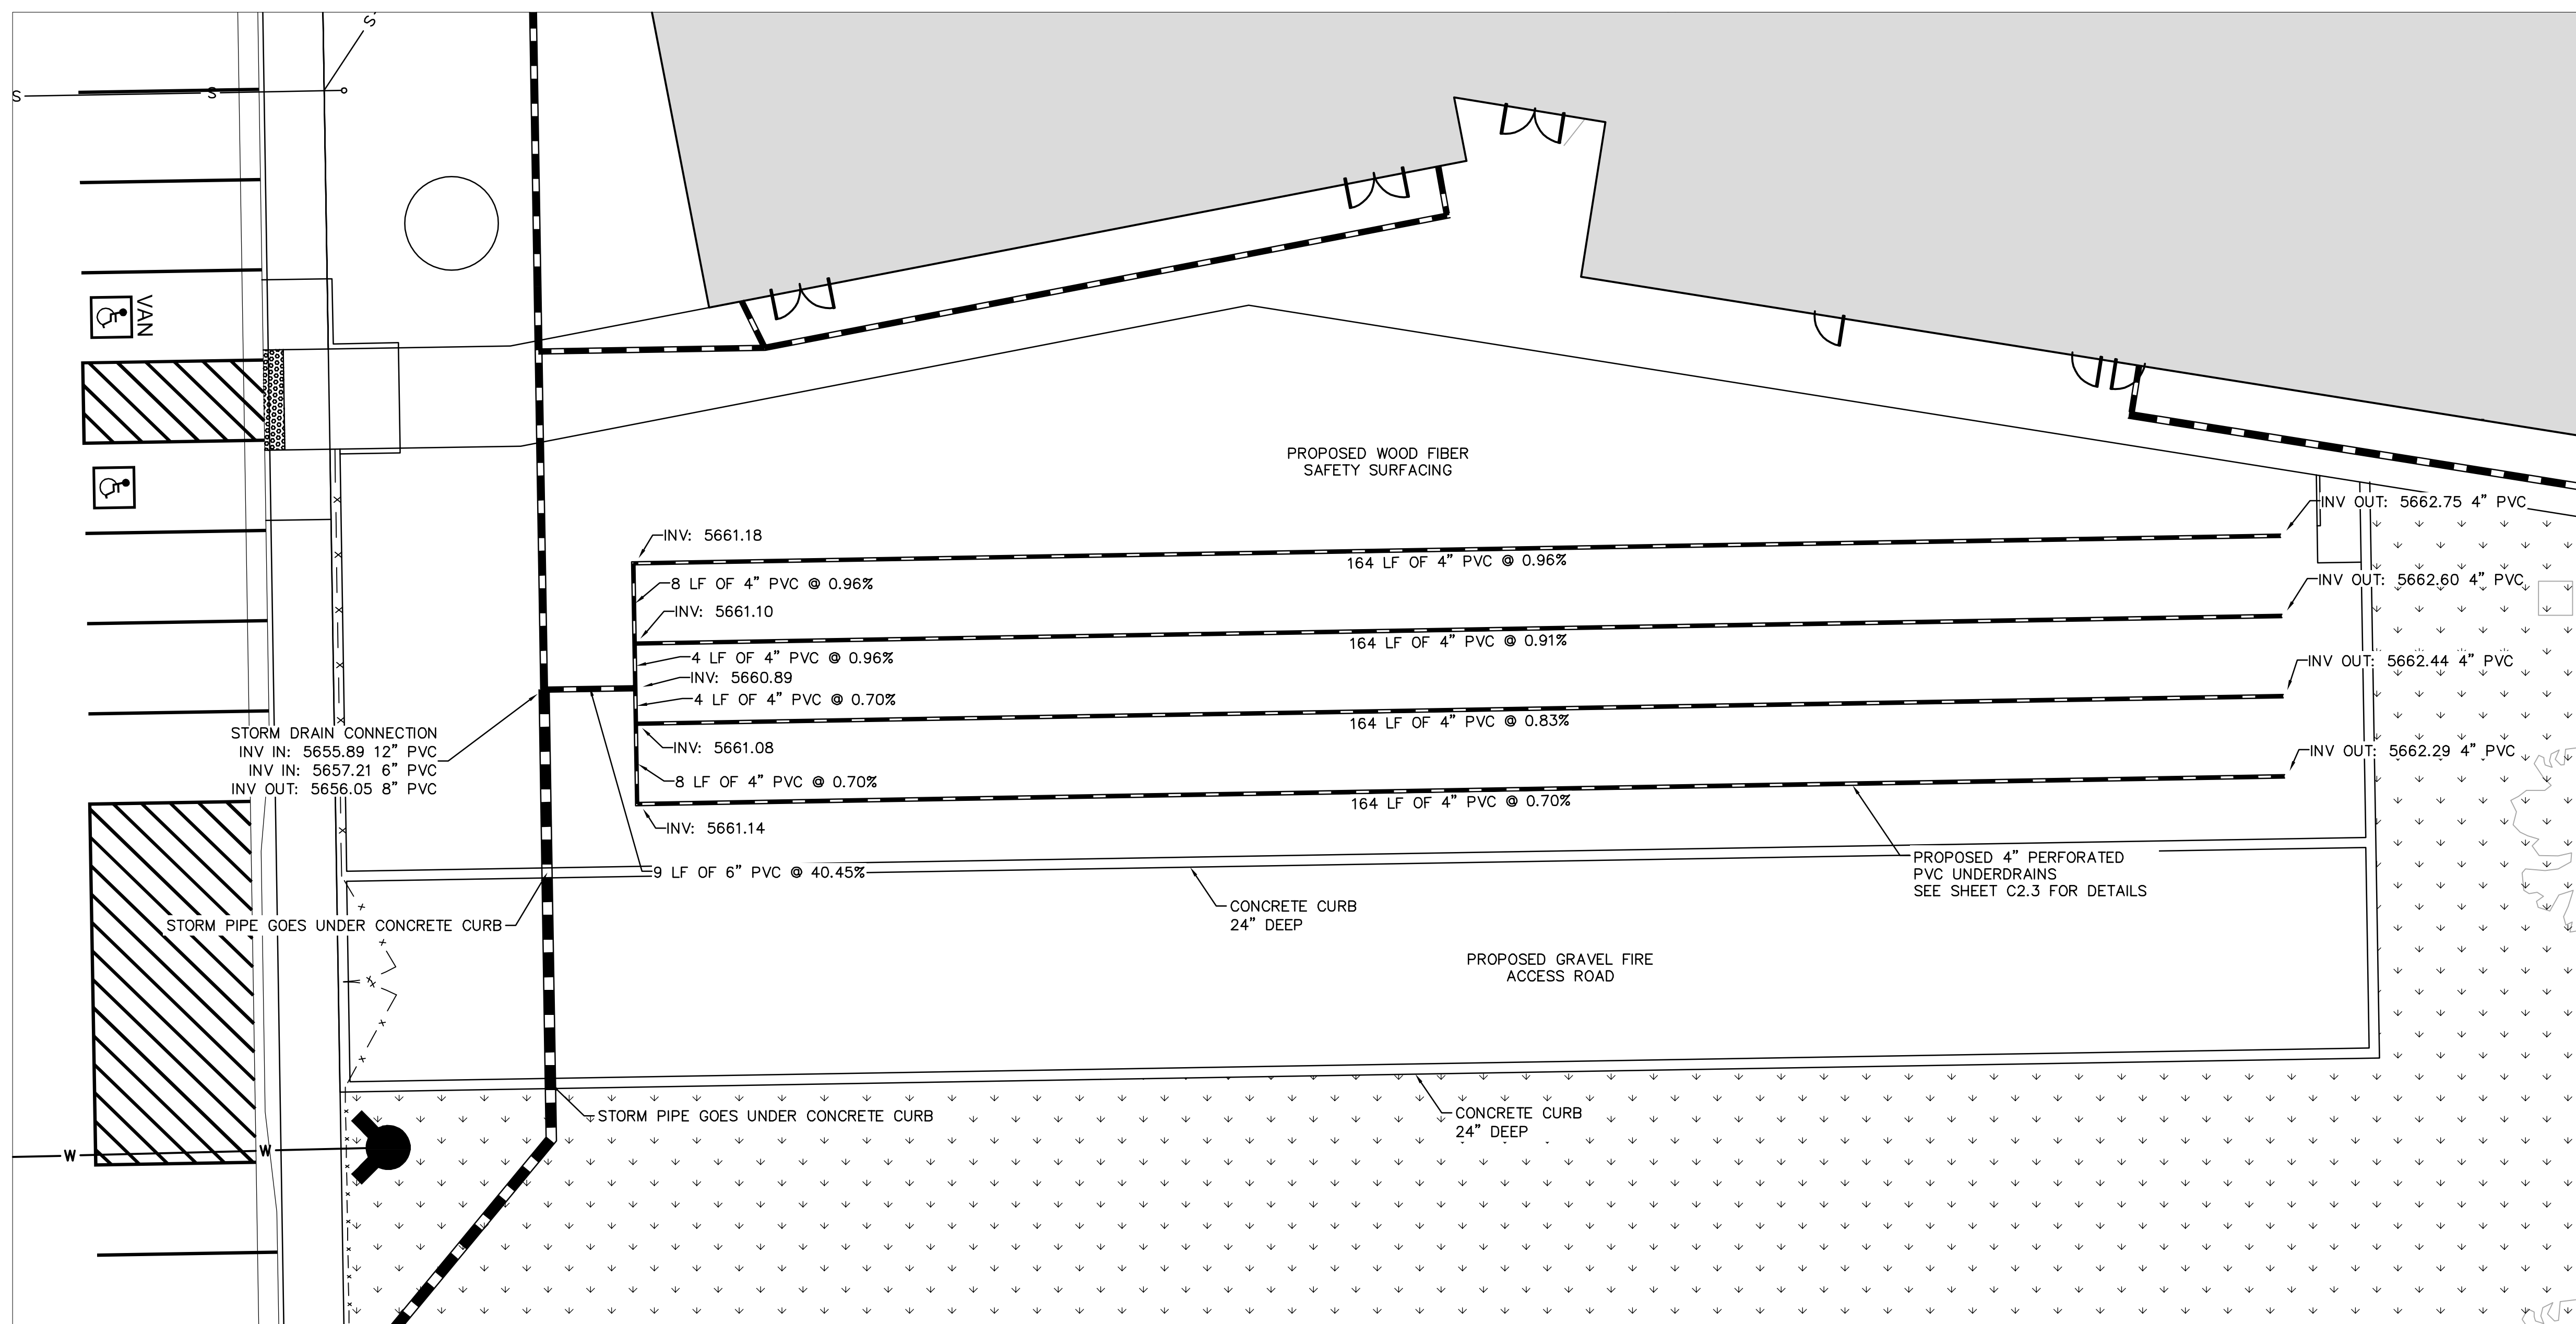 S
S
S
VAN
PROPOSED WOOD FIBER
SAFETY SURFACING
INV OUT: 5662.75 4" PVC
INV: 5661.18
164 LF OF 4" PVC @ 0.96%
8 LF OF 4" PVC @ 0.96%
INV OUT: 5662.60 4" PVC
INV: 5661.10
164 LF OF 4" PVC @ 0.91%
4 LF OF 4" PVC @ 0.96%
INV OUT: 5662.44 4" PVC
INV: 5660.89
4 LF OF 4" PVC @ 0.70%
164 LF OF 4" PVC @ 0.83%
STORM DRAIN CONNECTION
INV IN: 5655.89 12" PVC
INV IN: 5657.21 6" PVC
INV OUT: 5656.05 8" PVC
INV: 5661.08
INV OUT: 5662.29 4" PVC
8 LF OF 4" PVC @ 0.70%
164 LF OF 4" PVC @ 0.70%
INV: 5661.14
9 LF OF 6" PVC @ 40.45%
PROPOSED 4" PERFORATED
PVC UNDERDRAINS
SEE SHEET C2.3 FOR DETAILS
STORM PIPE GOES UNDER CONCRETE CURB
CONCRETE CURB
24" DEEP
PROPOSED GRAVEL FIRE
ACCESS ROAD
STORM PIPE GOES UNDER CONCRETE CURB
CONCRETE CURB
24" DEEP
W
W